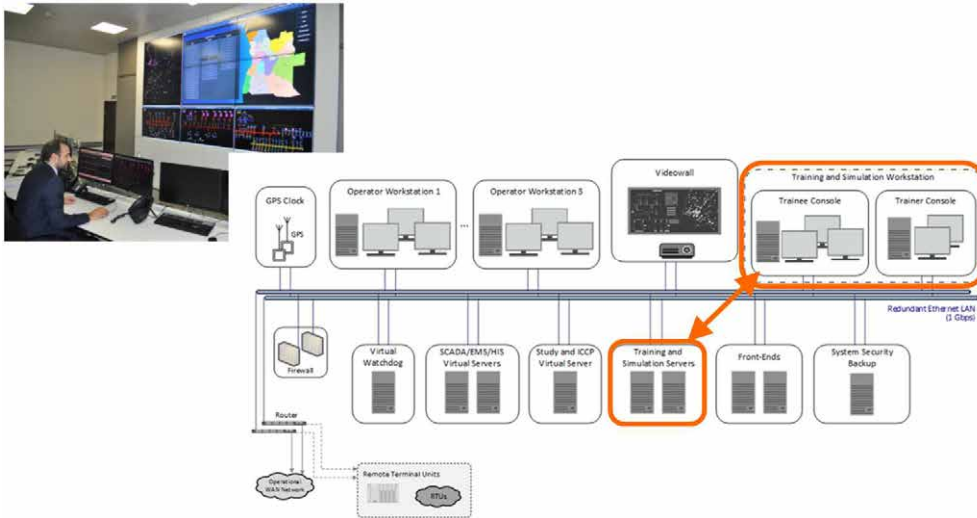 Videowall
Training and Simulation Workstation
GPS Clock
Operator Workstation 1
Operator Workstation 5
Trainee Console
Trainer Console
GPS
...
Redundant Ethernet LAN
(1 Gbps)
Firewall
Virtual
Watchdog
SCADA/EMS/HIS
Virtual Servers
Study and ICCP
Virtual Server
Training and
Simulation Servers
Front-Ends
System Security
Backup
Router
Operational
WAN Network
Remote Terminal Units
RTUs